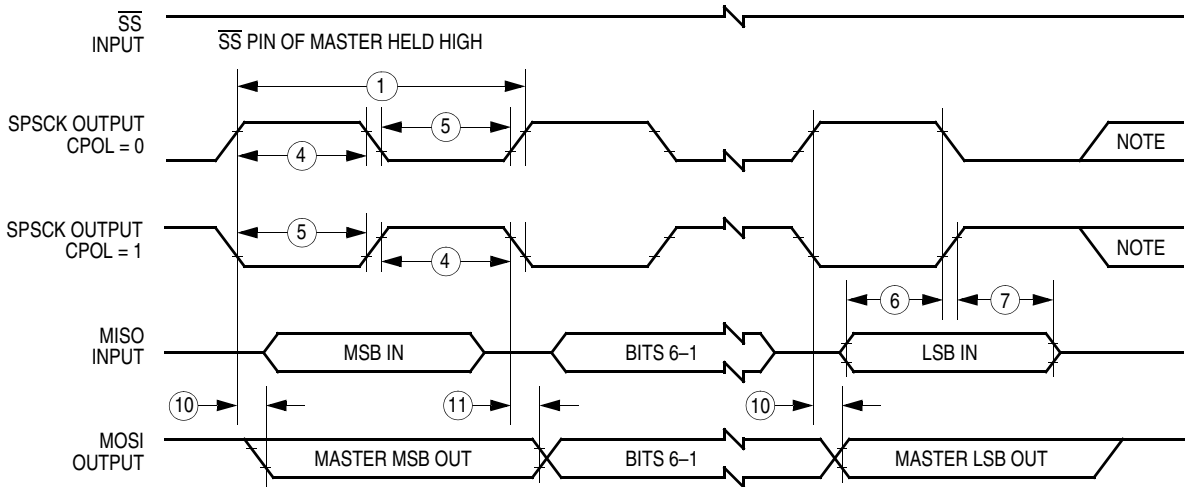 SS
INPUT
SS PIN OF MASTER HELD HIGH
1
SPSCK OUTPUT
CPOL = 0
5
4
NOTE
SPSCK OUTPUT
CPOL = 1
5
4
NOTE
6
7
MISO
INPUT
MSB IN
BITS 6–1
LSB IN
10
11
10
MOSI
OUTPUT
MASTER MSB OUT
BITS 6–1
MASTER LSB OUT